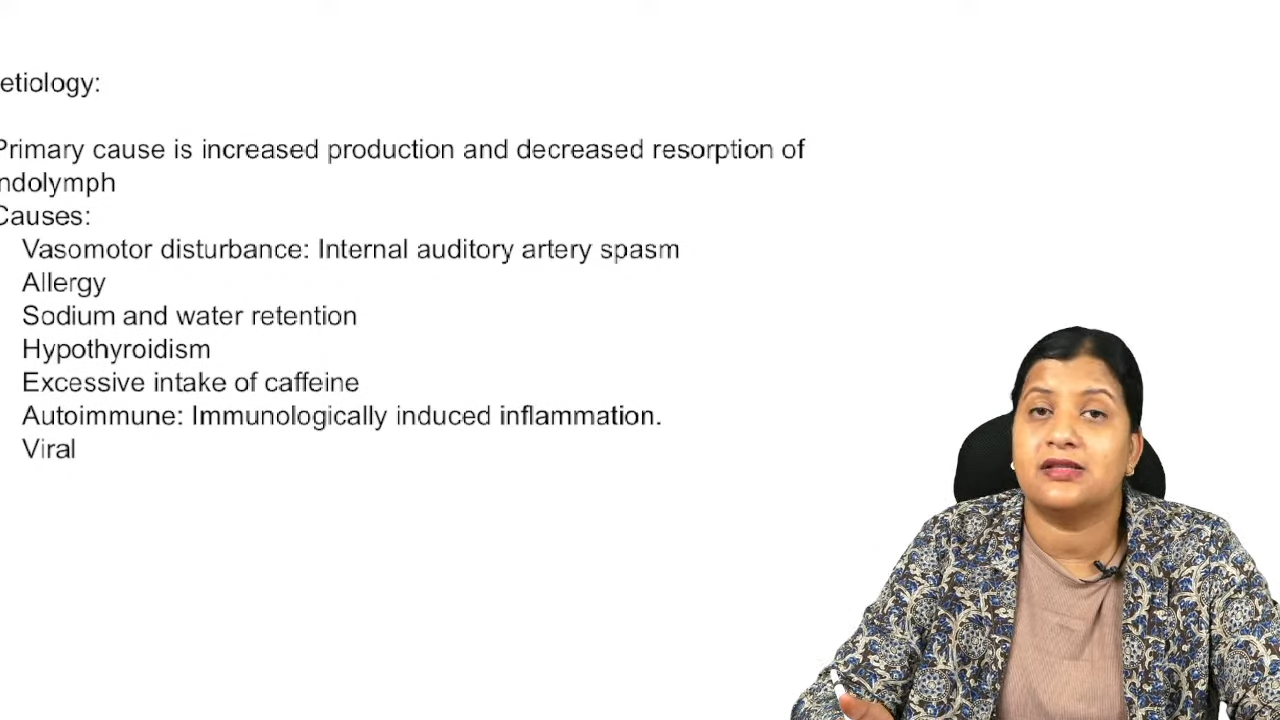 etiology:
Primary cause is increased production and decreased resorption of
ndolymph
Causes:
Vasomotor disturbance: Internal auditory artery spasm
Allergy
Sodium and water retention
Hypothyroidism
Excessive intake of caffeine
Autoimmune: Immunologically induced inflammation.
Viral